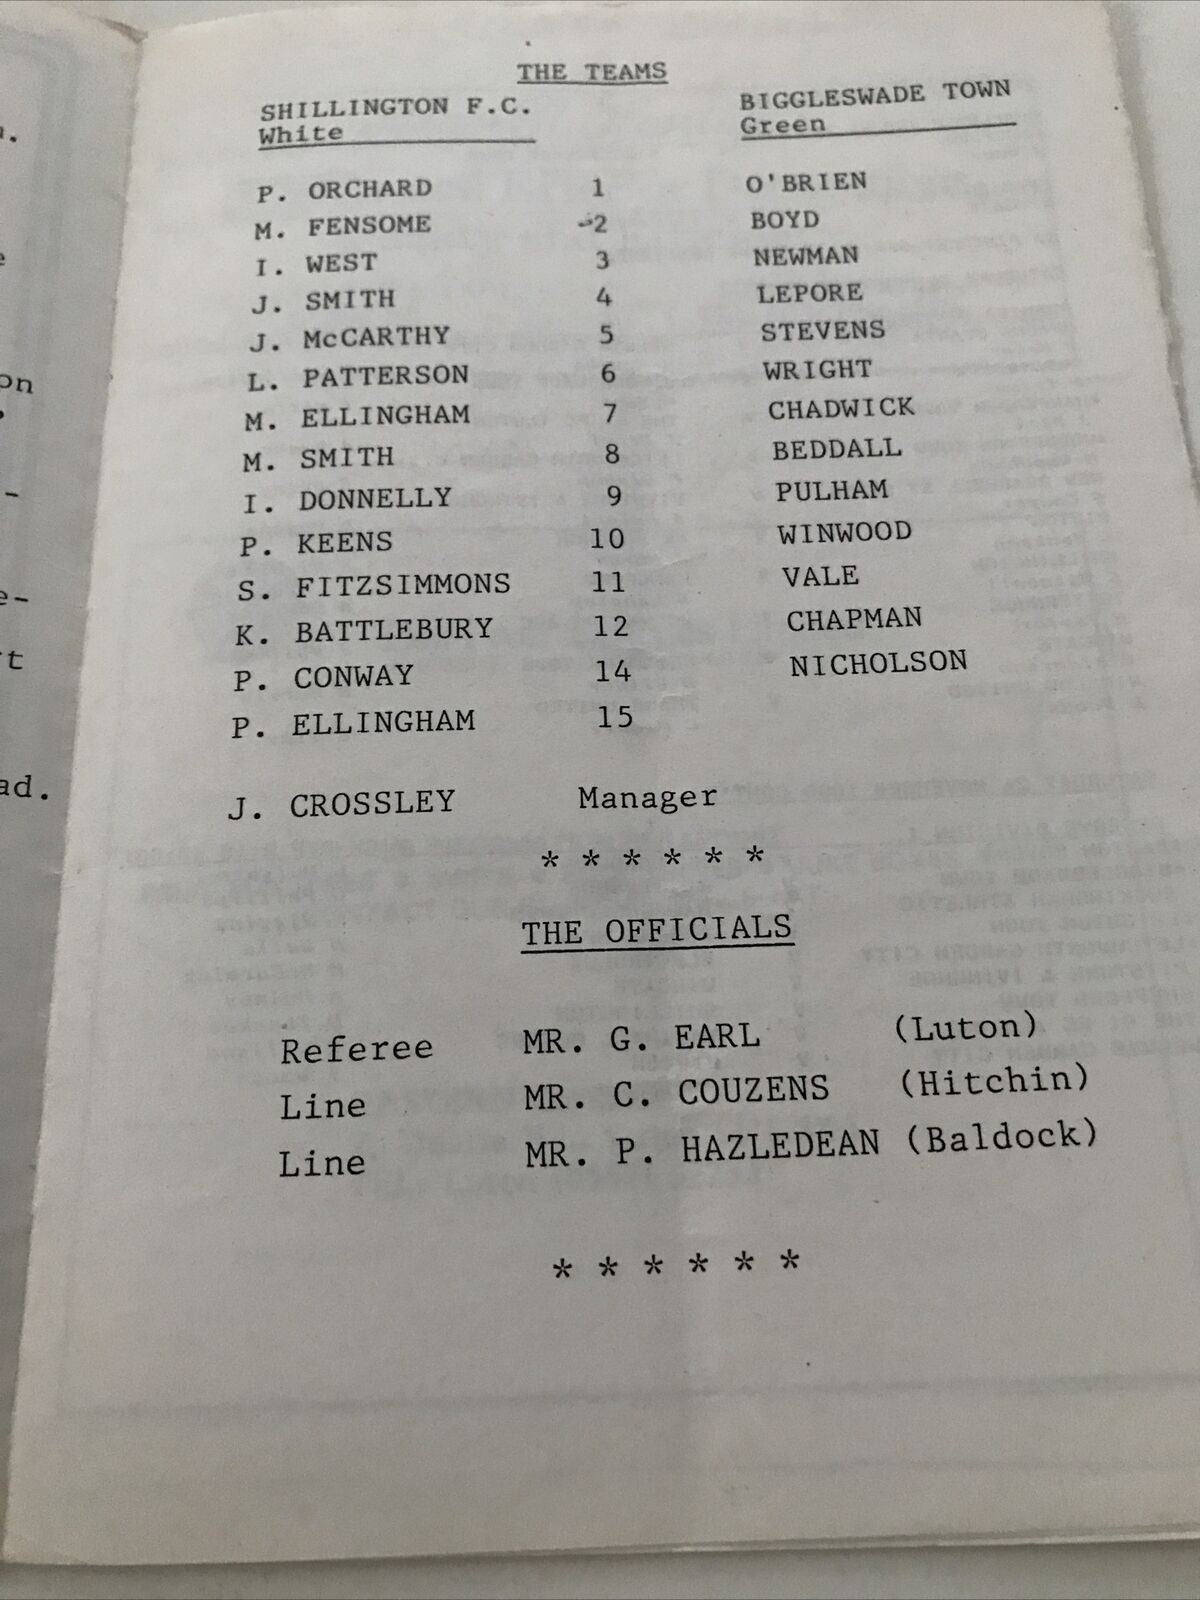 THE TEAMS
SHILLINGTON F.C. BIGGLESWADE TOWN
White Green
P. ORCHARD 1 O'BRIEN
M. FENSOME 2 BOYD
I. WEST 3 NEWMAN
J. SMITH 4 LEPORE
J. McCARTHY 5 STEVENS
L. PATTERSON 6 WRIGHT
M. ELLINGHAM 7 CHADWICK
M. SMITH 8 BEDDALL
I. DONNELLY 9 PULHAM
P. KEENS 10 WINWOOD
S. FITZSIMMONS 11 VALE
K. BATTLEBURY 12 CHAPMAN
P. CONWAY 14 NICHOLSON
P. ELLINGHAM 15
J. CROSSLEY Manager
* * * * * *
THE OFFICIALS
Referee MR. G. EARL (Luton)
Line MR. C. COUZENS (Hitchin)
Line MR. P. HAZLEDEAN (Baldock)
* * * * * *